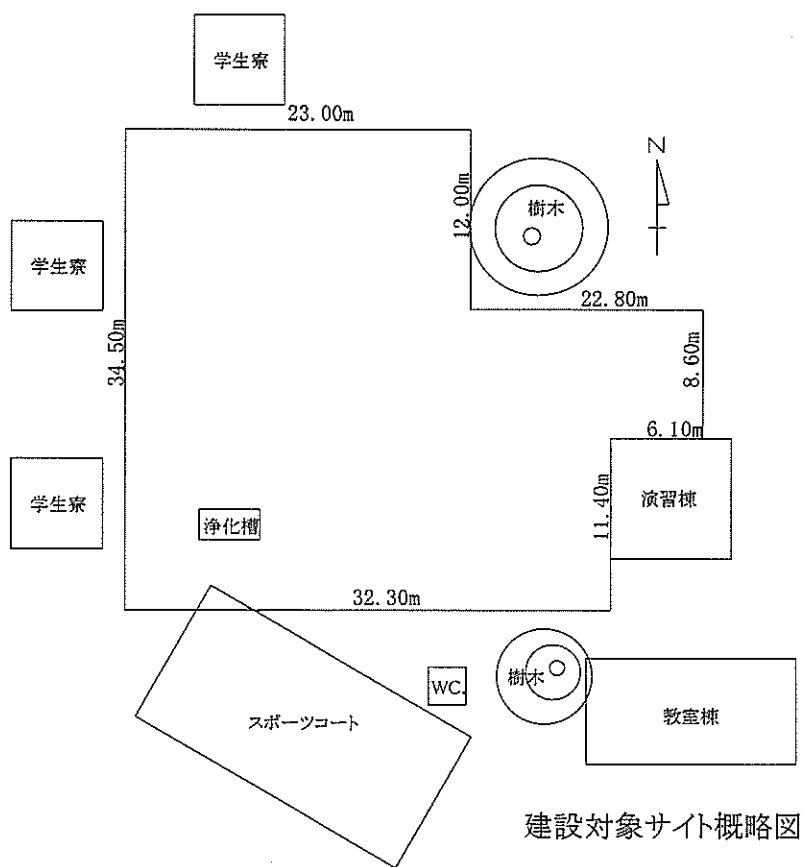 学生寮
23.00m
N
樹木
12.00m
学生寮
22.80m
34.50m
8.60m
6.10m
学生寮
演習棟
11.40m
浄化槽
32.30m
WC.
樹木
スポーツコート
教室棟
建設対象サイト概略図